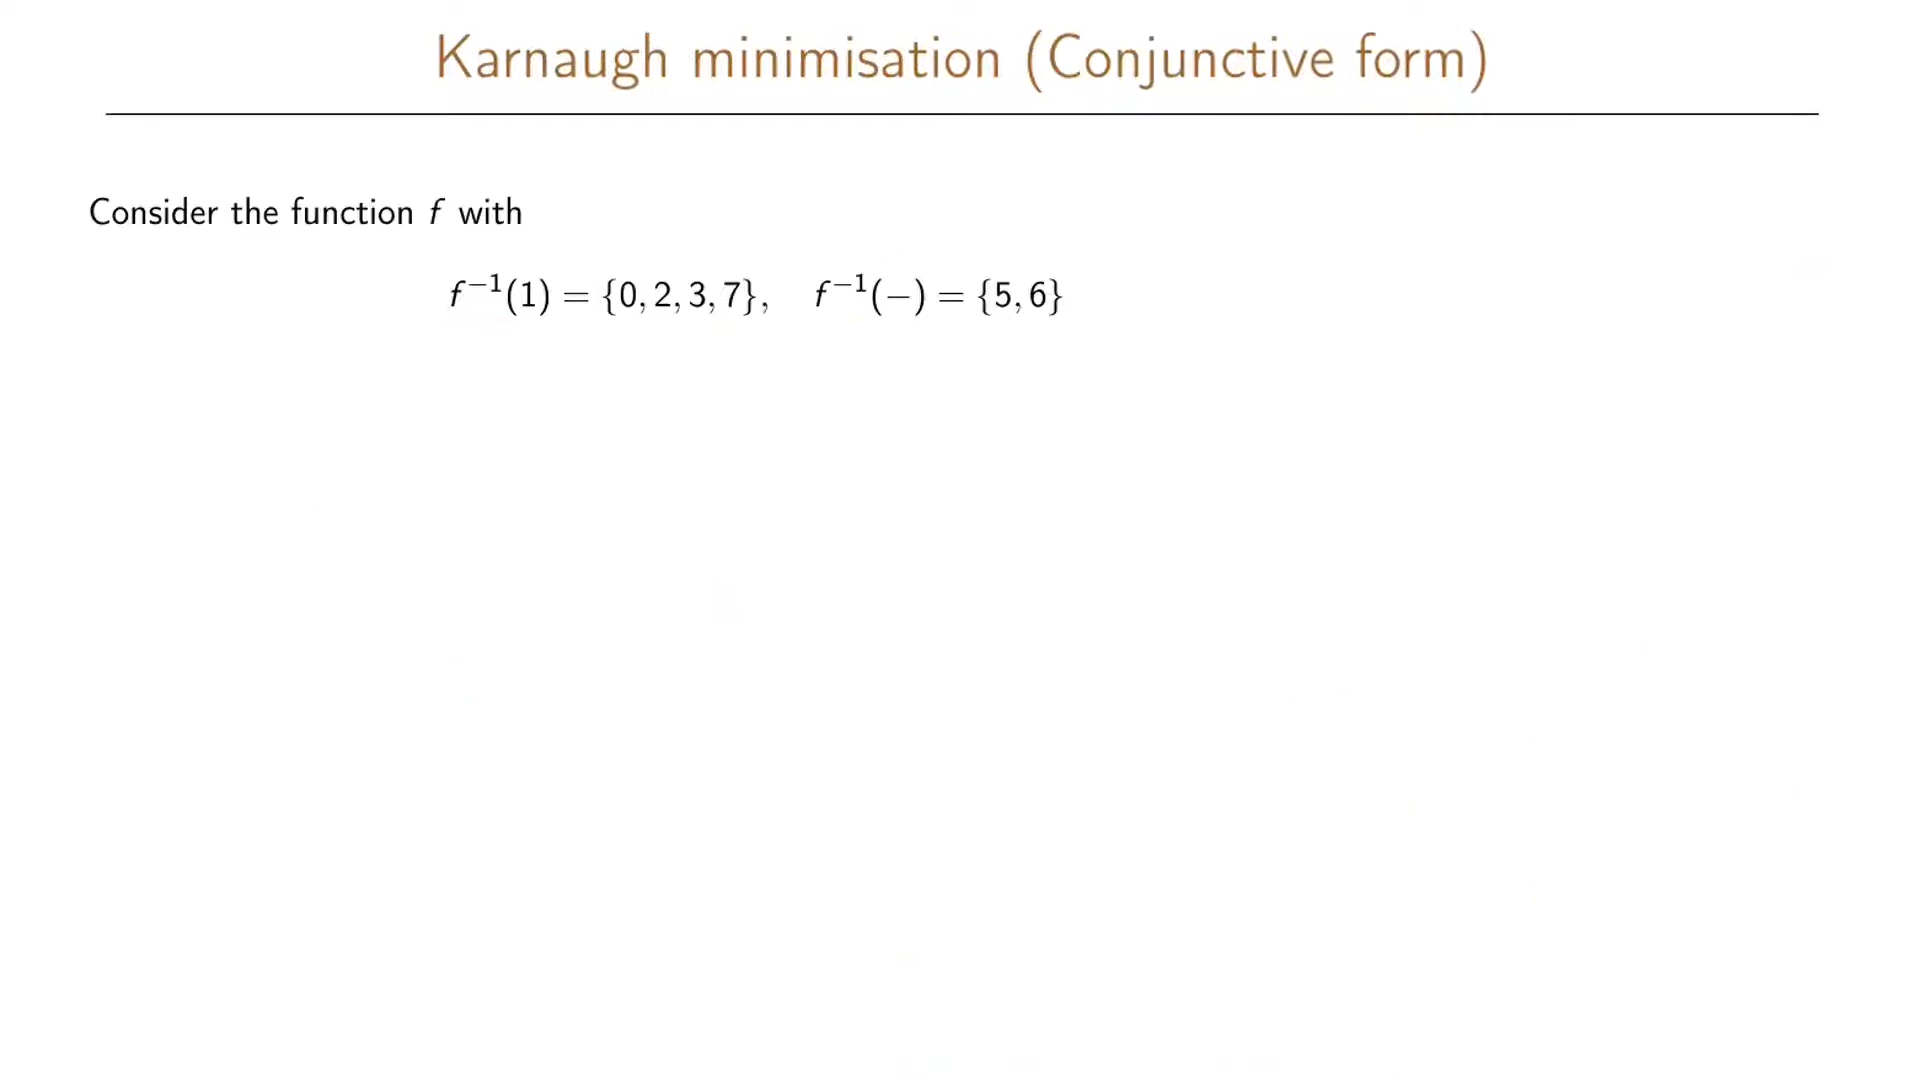 Karnaugh minimisation (Conjunctive form)
Consider the function f with
f⁻¹(1) = {0, 2, 3, 7}, f⁻¹(−) = {5, 6}